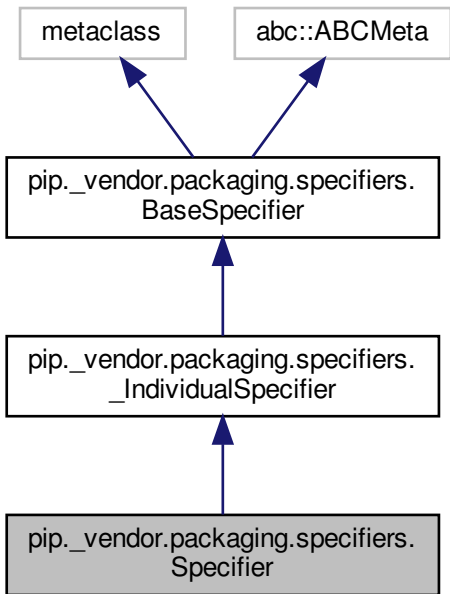 metaclass
abc::ABCMeta
pip._vendor.packaging.specifiers.
BaseSpecifier
pip._vendor.packaging.specifiers.
_IndividualSpecifier
pip._vendor.packaging.specifiers.
Specifier